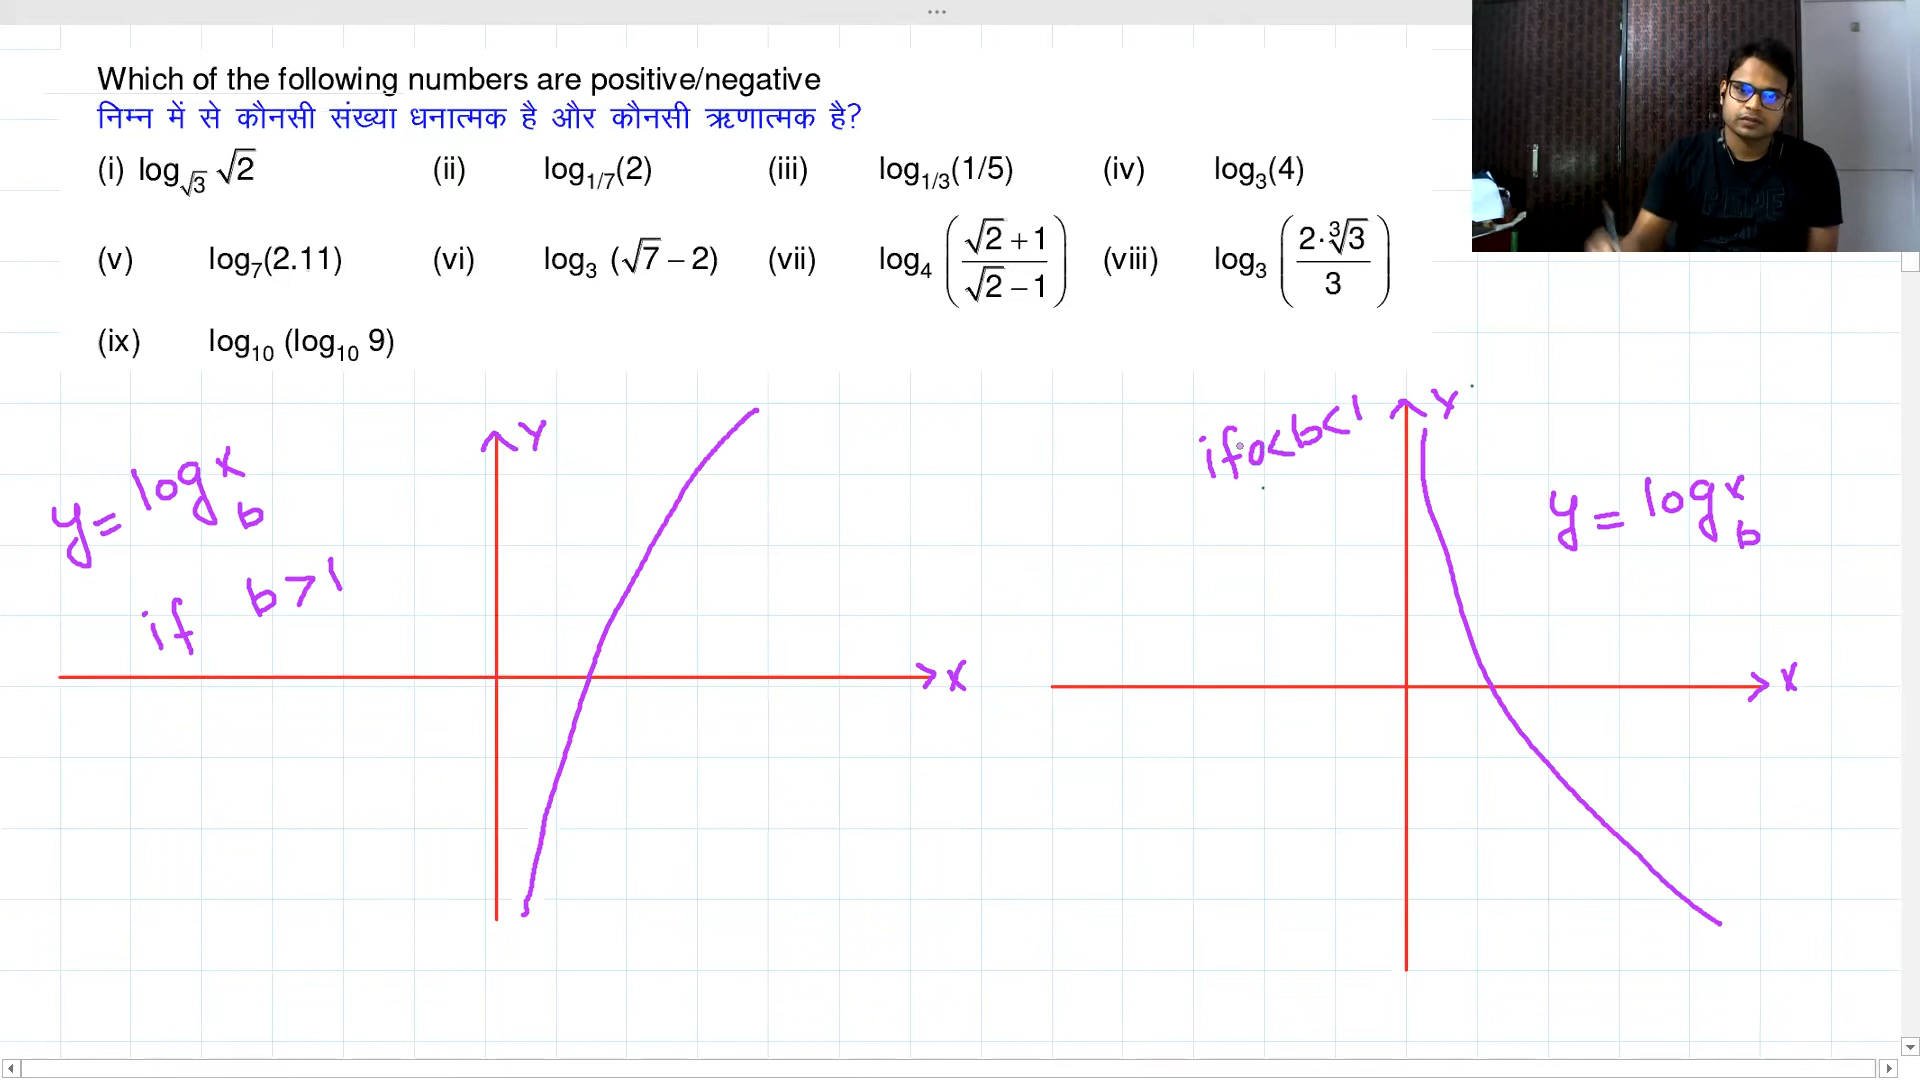 Which of the following numbers are positive/negative
निम्न में से कौनसी संख्या धनात्मक है और कौनसी ऋणात्मक है?
(i) log√3 √2 (ii) log1/7(2) (iii) log1/3(1/5) (iv) log3(4)
(v) log7(2.11) (vi) log3 (√7 – 2) (vii) log4 ((√2 + 1)/(√2 – 1)) (viii) log3 ((2·∛3)/3)
(ix) log10 (log10 9)
y = log x b
if b > 1
Y
X
if 0 < b < 1
Y
y = log x b
X